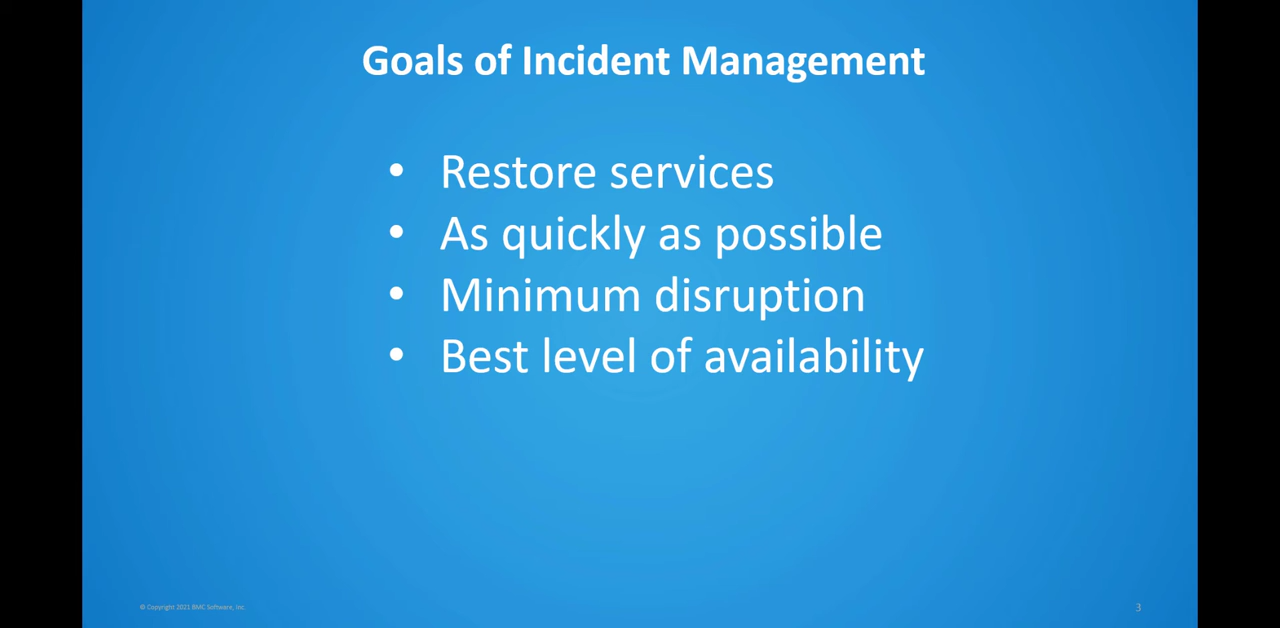 Goals of Incident Management
• Restore services
• As quickly as possible
• Minimum disruption
• Best level of availability
© Copyright 2021 BMC Software, Inc.
3